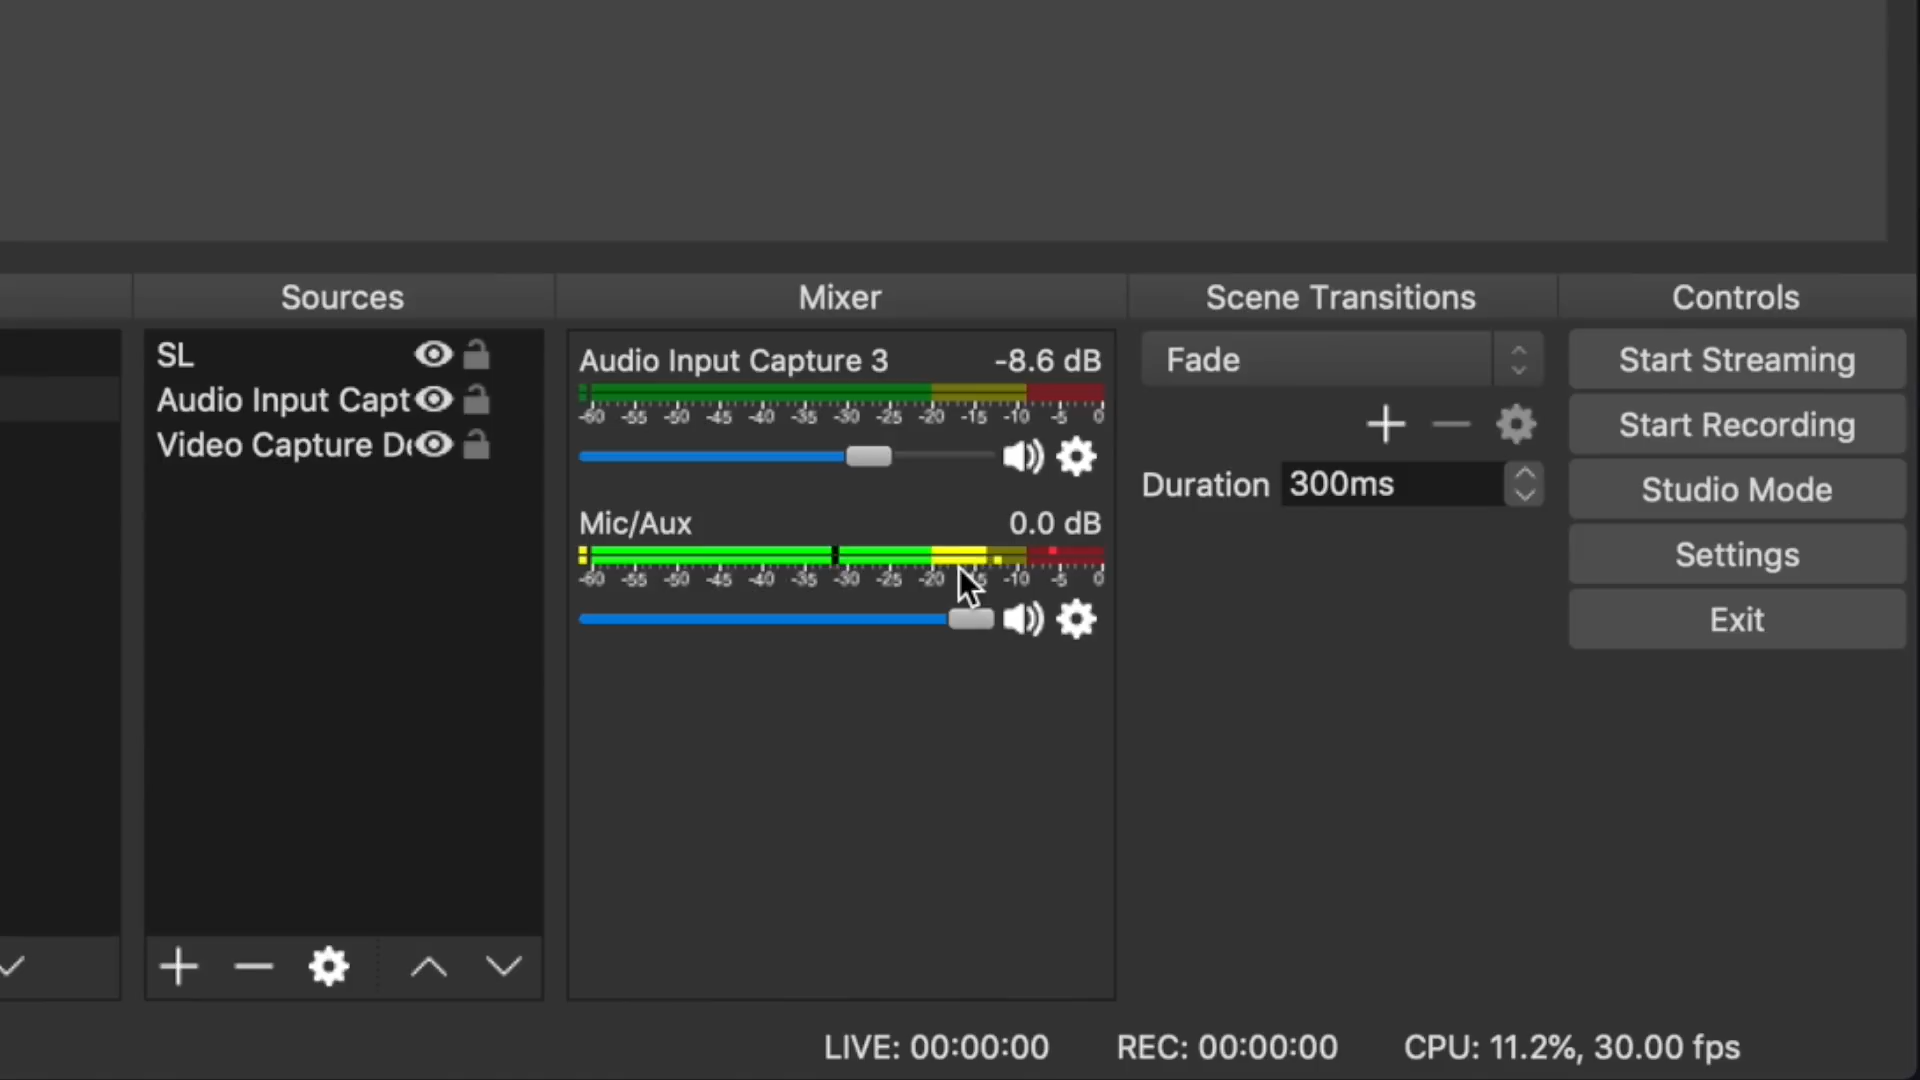 Sources
Mixer
Scene Transitions
Controls
SL
Audio Input Capt
Video Capture De
Audio Input Capture 3 -8.6 dB
-60 -55 -50 -45 -40 -35 -30 -25 -20 -15 -10 -5 0
Mic/Aux 0.0 dB
-60 -55 -50 -45 -40 -35 -30 -25 -20 -10 -5 0
Fade
Duration 300ms
Start Streaming
Start Recording
Studio Mode
Settings
Exit
LIVE: 00:00:00 REC: 00:00:00 CPU: 11.2%, 30.00 fps